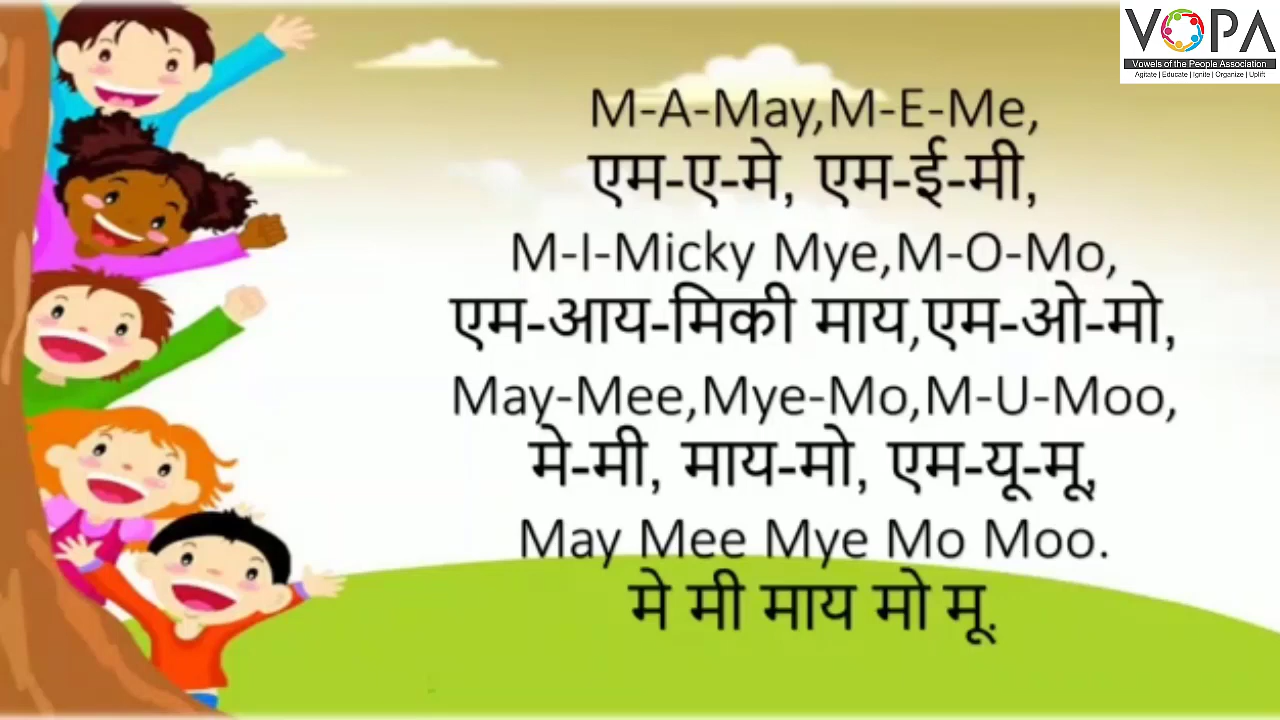 VOPA
Vowels of the People Association
Agitate | Educate | Ignite | Organize | Uplift
M-A-May,M-E-Me,
एम-ए-मे, एम-ई-मी,
M-I-Micky Mye,M-O-Mo,
एम-आय-मिकी माय,एम-ओ-मो,
May-Mee,Mye-Mo,M-U-Moo,
मे-मी, माय-मो, एम-यू-मू,
May Mee Mye Mo Moo.
मे मी माय मो मू.